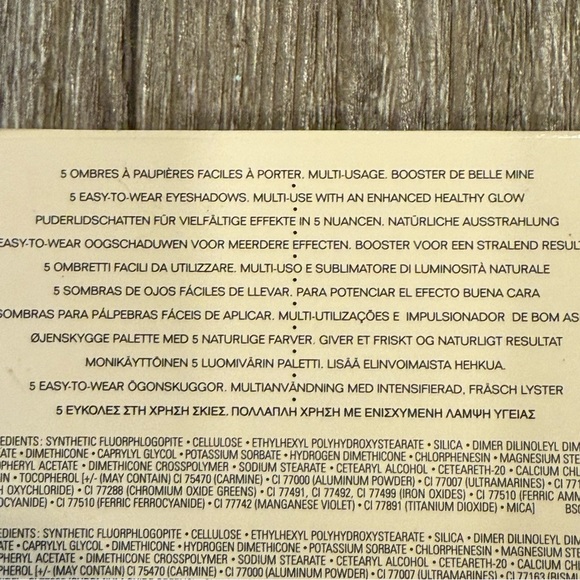 5 OMBRES À PAUPIÈRES FACILES À PORTER. MULTI-USAGE. BOOSTER DE BELLE MINE
•
5 EASY-TO-WEAR EYESHADOWS. MULTI-USE WITH AN ENHANCED HEALTHY GLOW
•
PUDERLIDSCHATTEN FÜR VIELFÄLTIGE EFFEKTE IN 5 NUANCEN. NATÜRLICHE AUSSTRAHLUNG
•
EASY-TO-WEAR OOGSCHADUWEN VOOR MEERDERE EFFECTEN. BOOSTER VOOR EEN STRALEND RESULT
•
5 OMBRETTI FACILI DA UTILIZZARE. MULTI-USO E SUBLIMATORE DI LUMINOSITÀ NATURALE
•
5 SOMBRAS DE OJOS FÁCILES DE LLEVAR. PARA POTENCIAR EL EFECTO BUENA CARA
•
SOMBRAS PARA PÁLPEBRAS FÁCEIS DE APLICAR. MULTI-UTILIZAÇÕES E IMPULSIONADOR DE BOM AS
•
ØJENSKYGGE PALETTE MED 5 NATURLIGE FARVER. GIVER ET FRISKT OG NATURLIGT RESULTAT
•
MONIKÄYTTÖINEN 5 LUOMIVÄRIN PALETTI. LISÄÄ ELINVOIMAISTA HEHKUA.
•
5 EASY-TO-WEAR ÖGONSKUGGOR. MULTIANVÄNDNING MED INTENSIFIERAD, FRÄSCH LYSTER
•
5 ΕΥΚΟΛΕΣ ΣΤΗ ΧΡΗΣΗ ΣΚΙΕΣ. ΠΟΛΛΑΠΛΗ ΧΡΗΣΗ ΜΕ ΕΝΙΣΧΥΜΕΝΗ ΛΑΜΨΗ ΥΓΕΙΑΣ
EDIENTS: SYNTHETIC FLUORPHLOGOPITE • CELLULOSE • ETHYLHEXYL POLYHYDROXYSTEARATE • SILICA • DIMER DILINOLEYL DIM
ATE • DIMETHICONE • CAPRYLYL GLYCOL • POTASSIUM SORBATE • HYDROGEN DIMETHICONE • CHLORPHENESIN • MAGNESIUM STE
OPHERYL ACETATE • DIMETHICONE CROSSPOLYMER • SODIUM STEARATE • CETEARYL ALCOHOL • CETEARETH-20 • CALCIUM CHL
IN • TOCOPHEROL [+/- (MAY CONTAIN) CI 75470 (CARMINE) • CI 77000 (ALUMINUM POWDER) • CI 77007 (ULTRAMARINES) • CI 
H OXYCHLORIDE) • CI 77288 (CHROMIUM OXIDE GREENS) • CI 77491, CI 77492, CI 77499 (IRON OXIDES) • CI 77510 (FERRIC AMM
OCYANIDE) • CI 77510 (FERRIC FERROCYANIDE) • CI 77742 (MANGANESE VIOLET) • CI 77891 (TITANIUM DIOXIDE) • MICA]
EDIENTS: SYNTHETIC FLUORPHLOGOPITE • CELLULOSE • ETHYLHEXYL POLYHYDROXYSTEARATE • SILICA • DIMER DILINOLEYL DIM
ATE • CAPRYLYL GLYCOL • DIMETHICONE • HYDROGEN DIMETHICONE • CHLORPHENESIN • MAGNESIUM STE
OPHERYL ACETATE • DIMETHICONE CROSSPOLYMER • SODIUM STEARATE • CETEARYL ALCOHOL • CETEARETH-20 •
(MAY CONTAIN) CI 75470 (CARMINE) • CI 77000 (ALUMINUM POWDER) • CI 77007 (ULTRAMARINES) •